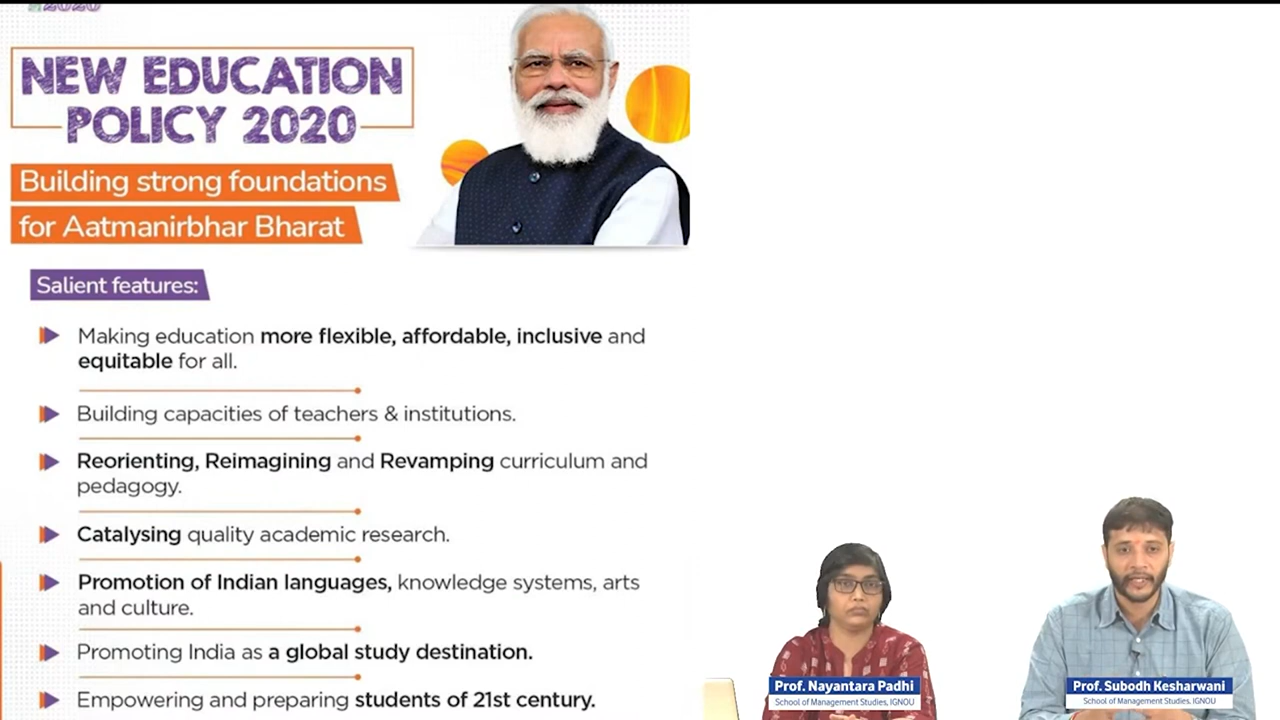 2020
NEW EDUCATION
POLICY 2020
Building strong foundations
for Aatmanirbhar Bharat
Salient features:
Making education more flexible, affordable, inclusive and
equitable for all.
Building capacities of teachers & institutions.
Reorienting, Reimagining and Revamping curriculum and
pedagogy.
Catalysing quality academic research.
Promotion of Indian languages, knowledge systems, arts
and culture.
Promoting India as a global study destination.
Empowering and preparing students of 21st century.
Prof. Nayantara Padhi
School of Management Studies, IGNOU
Prof. Subodh Kesharwani
School of Management Studies, IGNOU